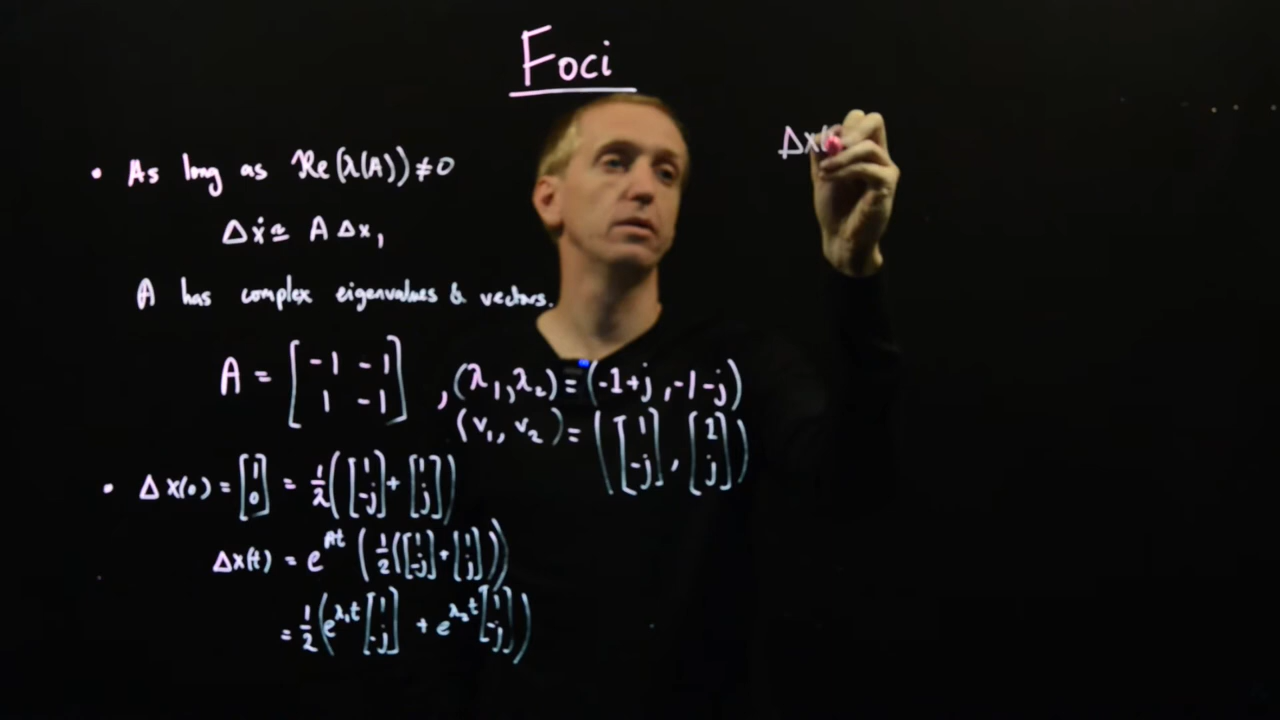 Foci
• As long as Re(λ(A)) ≠ 0
Δẋ ≃ A Δx,
A has complex eigenvalues & vectors.
A = [-1 -1; 1 -1], (λ₁, λ₂) = (-1+j, -1-j)
(v₁, v₂) = ([1; -j], [1; j])
• Δx(0) = [1; 0] = 1/2([1; -j] + [1; j])
Δx(t) = e^{At} (1/2([1; -j] + [1; j]))
= 1/2(e^{λ₁t} [1; -j] + e^{λ₂t} [1; -j])
Δx(